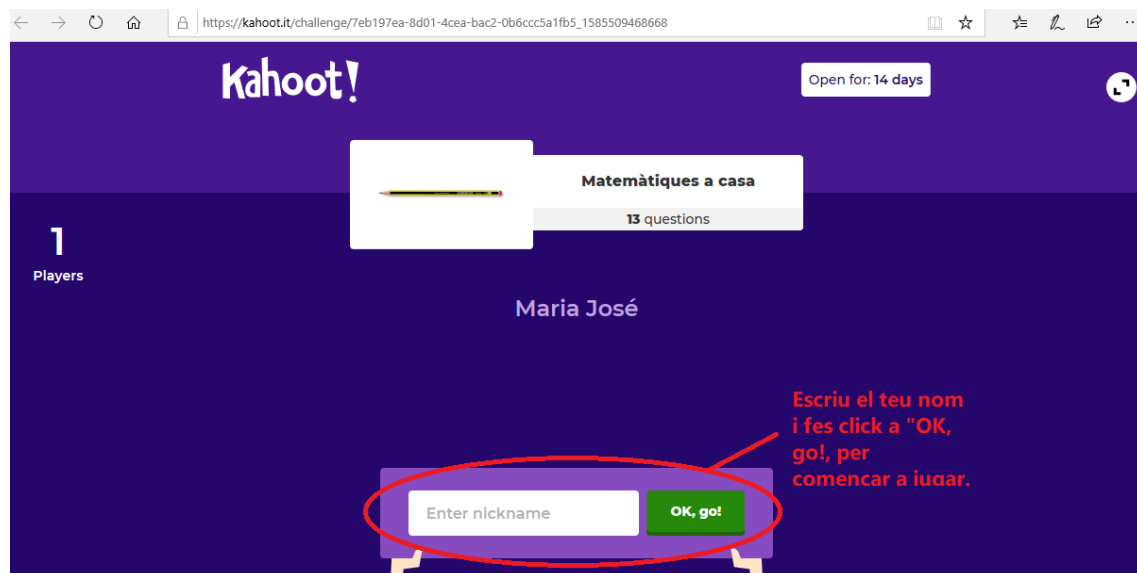 https://kahoot.it/challenge/7eb197ea-8d01-4cea-bac2-0b6ccc5a1fb5_1585509468668
Kahoot!
Open for: 14 days
Matemàtiques a casa
13 questions
1
Players
Maria José
Escriu el teu nom
i fes click a "OK,
go!, per
començar a jugar.
Enter nickname
OK, go!